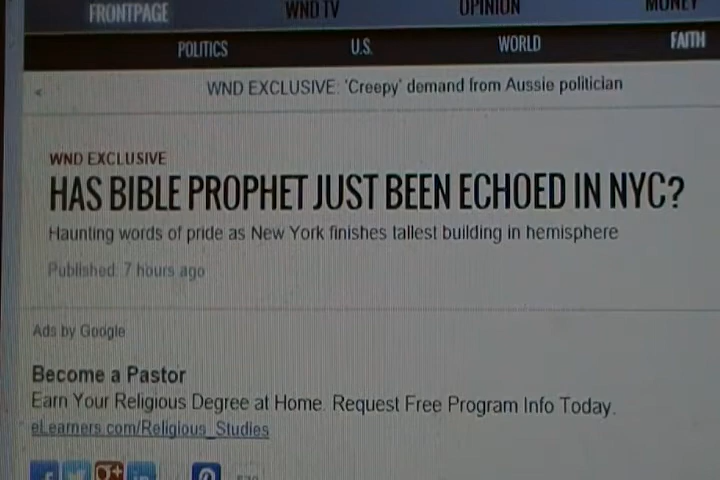 FRONTPAGE WND TV OPINION MONEY
POLITICS U.S. WORLD FAITH
WND EXCLUSIVE: 'Creepy' demand from Aussie politician
WND EXCLUSIVE
HAS BIBLE PROPHET JUST BEEN ECHOED IN NYC?
Haunting words of pride as New York finishes tallest building in hemisphere
Published: 7 hours ago
Ads by Google
Become a Pastor
Earn Your Religious Degree at Home. Request Free Program Info Today.
eLearners.com/Religious_Studies